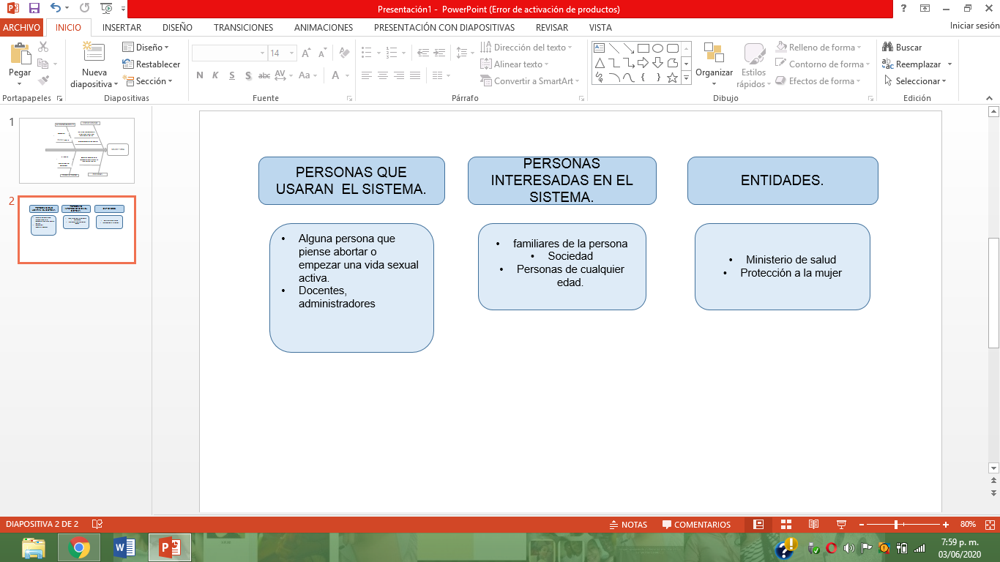 Presentación1 - PowerPoint (Error de activación de productos)
ARCHIVO INICIO INSERTAR DISEÑO TRANSICIONES ANIMACIONES PRESENTACIÓN CON DIAPOSITIVAS REVISAR VISTA Iniciar sesión
Pegar
Portapapeles
Nueva
diapositiva
Diseño
Restablecer
Sección
Diapositivas
14
N K S S abc AV Aa A
Fuente
Dirección del texto
Alinear texto
Convertir a SmartArt
Párrafo
Organizar
Estilos
rápidos
Relleno de forma
Contorno de forma
Efectos de forma
Dibujo
Buscar
Reemplazar
Seleccionar
Edición
1
2
PERSONAS QUE
USARAN EL SISTEMA.
• Alguna persona que
piense abortar o
empezar una vida sexual
activa.
• Docentes,
administradores
PERSONAS
INTERESADAS EN EL
SISTEMA.
• familiares de la persona
• Sociedad
• Personas de cualquier
edad.
ENTIDADES.
• Ministerio de salud
• Protección a la mujer
DIAPOSITIVA 2 DE 2 NOTAS COMENTARIOS 80%
7:59 p. m.
03/06/2020